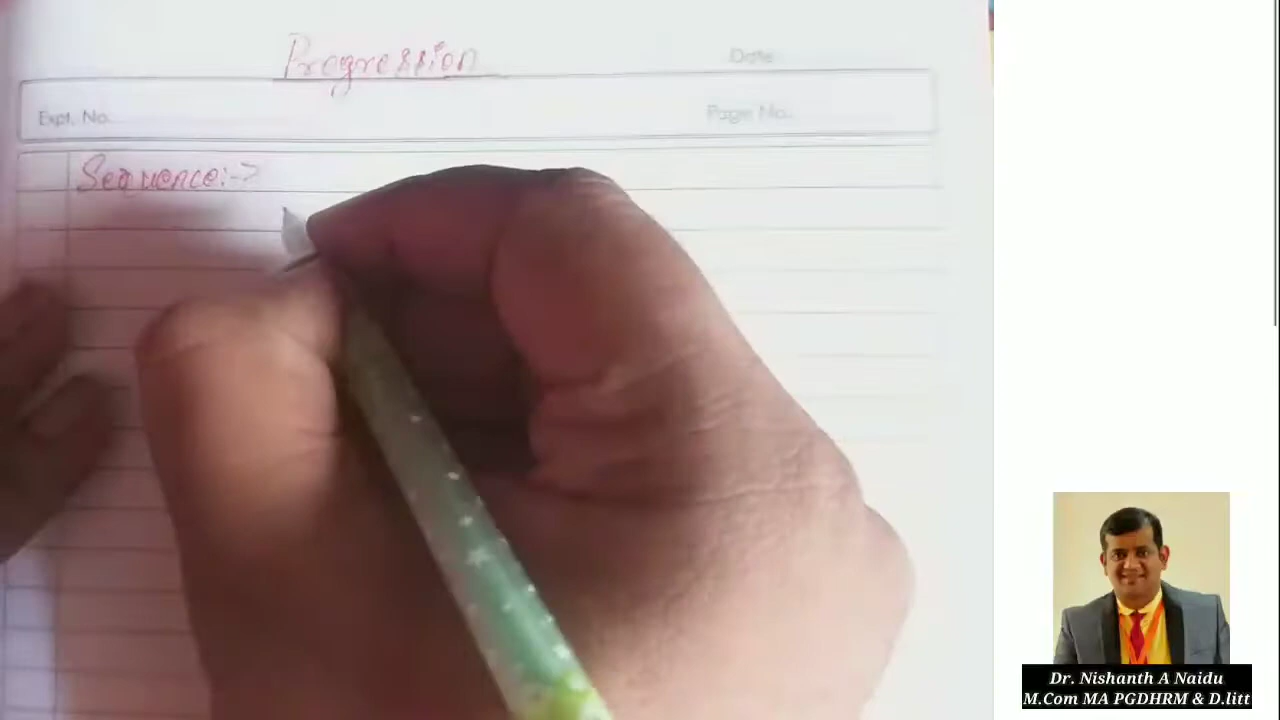 Progression
Date
Expt. No.
Page No.
Sequence:->
Dr. Nishanth A Naidu
M.Com MA PGDHRM & D.litt